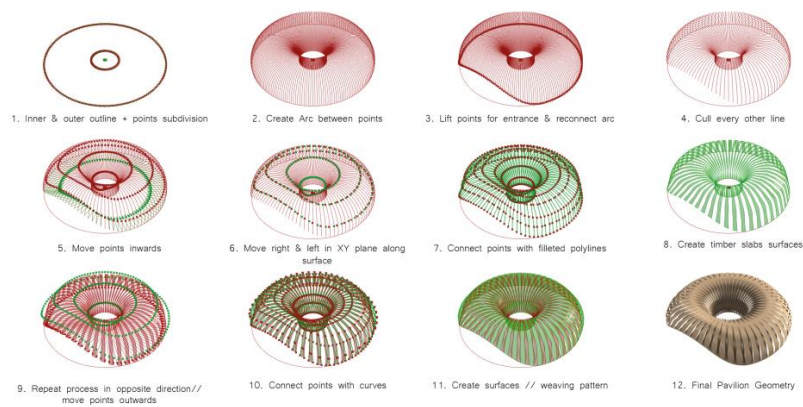 1. Inner & outer outline + points subdivision
2. Create Arc between points
3. Lift points for entrance & reconnect arc
4. Cull every other line
5. Move points inwards
6. Move right & left in XY plane along
surface
7. Connect points with filleted polylines
8. Create timber slabs surfaces
9. Repeat process in opposite direction//
move points outwards
10. Connect points with curves
11. Create surfaces // weaving pattern
12. Final Pavilion Geometry